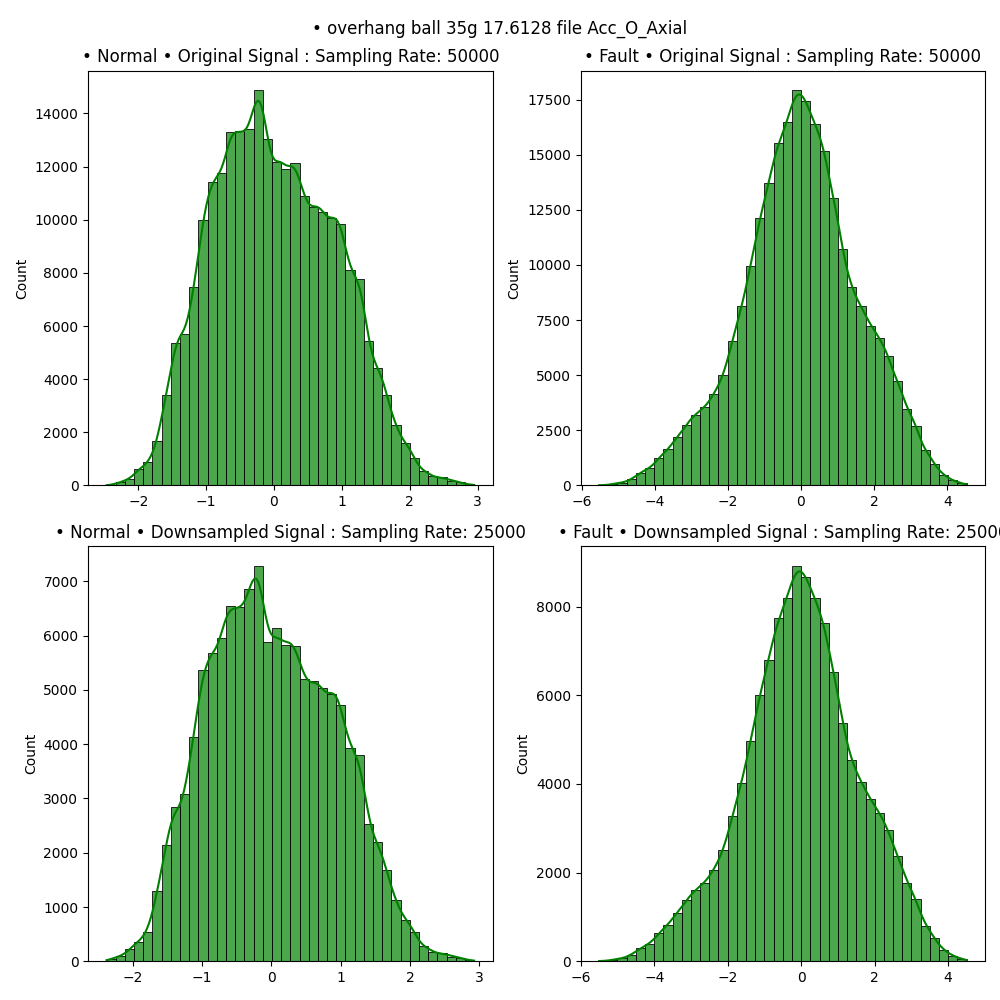 • overhang ball 35g 17.6128 file Acc_O_Axial
• Normal • Original Signal : Sampling Rate: 50000
• Fault • Original Signal : Sampling Rate: 50000
Count
14000
12000
10000
8000
6000
4000
2000
0
−2 −1 0 1 2 3
Count
17500
15000
12500
10000
7500
5000
2500
0
−6 −4 −2 0 2 4
• Normal • Downsampled Signal : Sampling Rate: 25000
• Fault • Downsampled Signal : Sampling Rate: 25000
Count
7000
6000
5000
4000
3000
2000
1000
0
−2 −1 0 1 2 3
Count
8000
6000
4000
2000
0
−6 −4 −2 0 2 4